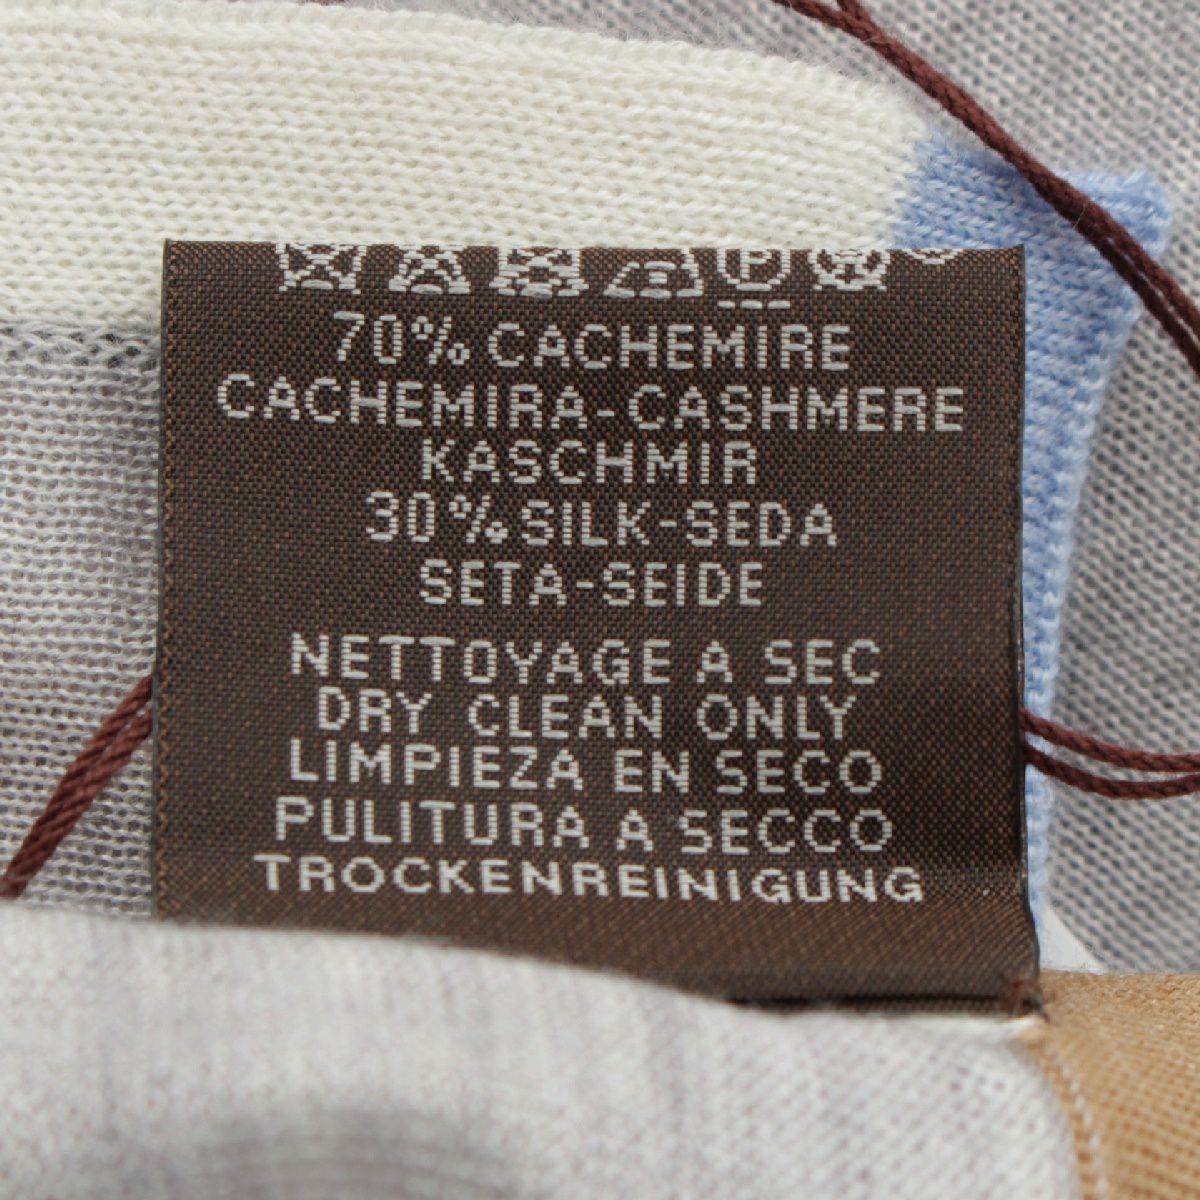 P
70% CACHEMIRE
CACHEMIRA-CASHMERE
KASCHMIR
30% SILK-SEDA
SETA-SEIDE
NETTOYAGE A SEC
DRY CLEAN ONLY
LIMPIEZA EN SECO
PULITURA A SECCO
TROCKENREINIGUNG